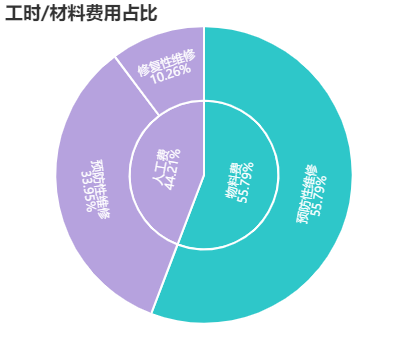 工时/材料费用占比
修复性维修
10.26%
人工费
44.21%
物料费
55.79%
预防性维修
33.95%
预防性维修
55.79%